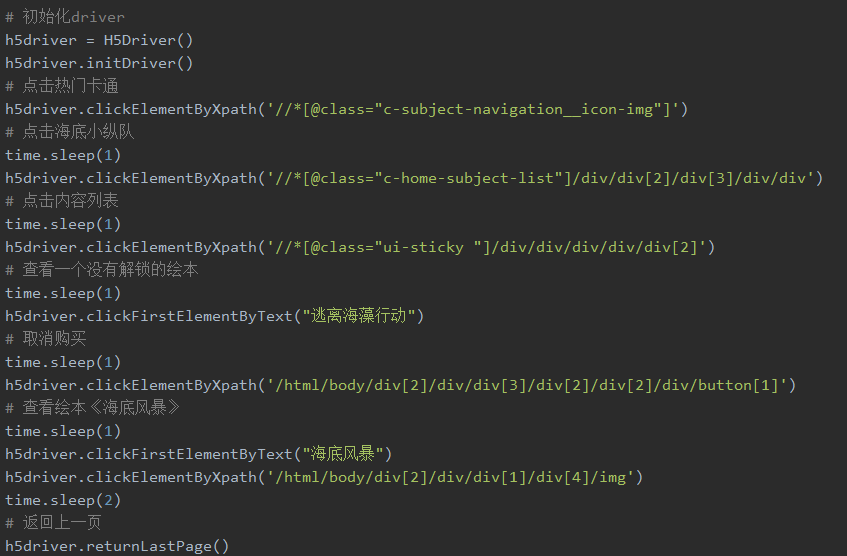 # 初始化driver
h5driver = H5Driver()
h5driver.initDriver()
# 点击热门卡通
h5driver.clickElementByXpath('//*[@class="c-subject-navigation__icon-img"]')
# 点击海底小纵队
time.sleep(1)
h5driver.clickElementByXpath('//*[@class="c-home-subject-list"]/div/div[2]/div[3]/div/div')
# 点击内容列表
time.sleep(1)
h5driver.clickElementByXpath('//*[@class="ui-sticky "]/div/div/div/div/div[2]')
# 查看一个没有解锁的绘本
time.sleep(1)
h5driver.clickFirstElementByText("逃离海藻行动")
# 取消购买
time.sleep(1)
h5driver.clickElementByXpath('/html/body/div[2]/div/div[3]/div[2]/div[2]/div/button[1]')
# 查看绘本《海底风暴》
time.sleep(1)
h5driver.clickFirstElementByText("海底风暴")
h5driver.clickElementByXpath('/html/body/div[2]/div/div[1]/div[4]/img')
time.sleep(2)
# 返回上一页
h5driver.returnLastPage()